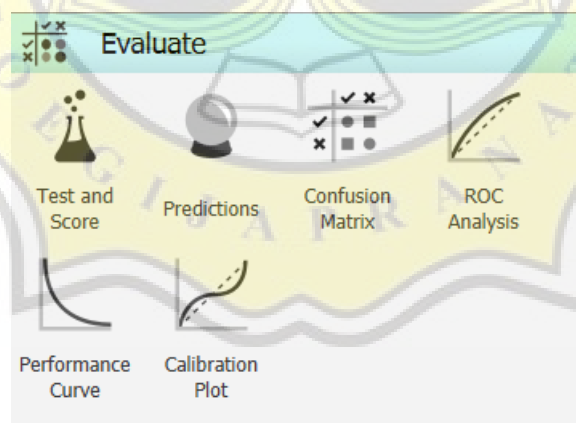 Evaluate
Test and
Score
Predictions
Confusion
Matrix
ROC
Analysis
Performance
Curve
Calibration
Plot